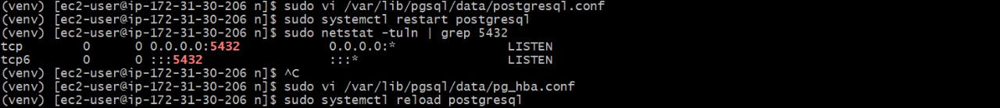 (venv) [ec2-user@ip-172-31-30-206 n]$ sudo vi /var/lib/pgsql/data/postgresql.conf
(venv) [ec2-user@ip-172-31-30-206 n]$ sudo systemctl restart postgresql
(venv) [ec2-user@ip-172-31-30-206 n]$ sudo netstat -tuln | grep 5432
tcp        0      0 0.0.0.0:5432            0.0.0.0:*               LISTEN
tcp6       0      0 :::5432                 :::*                    LISTEN
(venv) [ec2-user@ip-172-31-30-206 n]$ ^C
(venv) [ec2-user@ip-172-31-30-206 n]$ sudo vi /var/lib/pgsql/data/pg_hba.conf
(venv) [ec2-user@ip-172-31-30-206 n]$ sudo systemctl reload postgresql